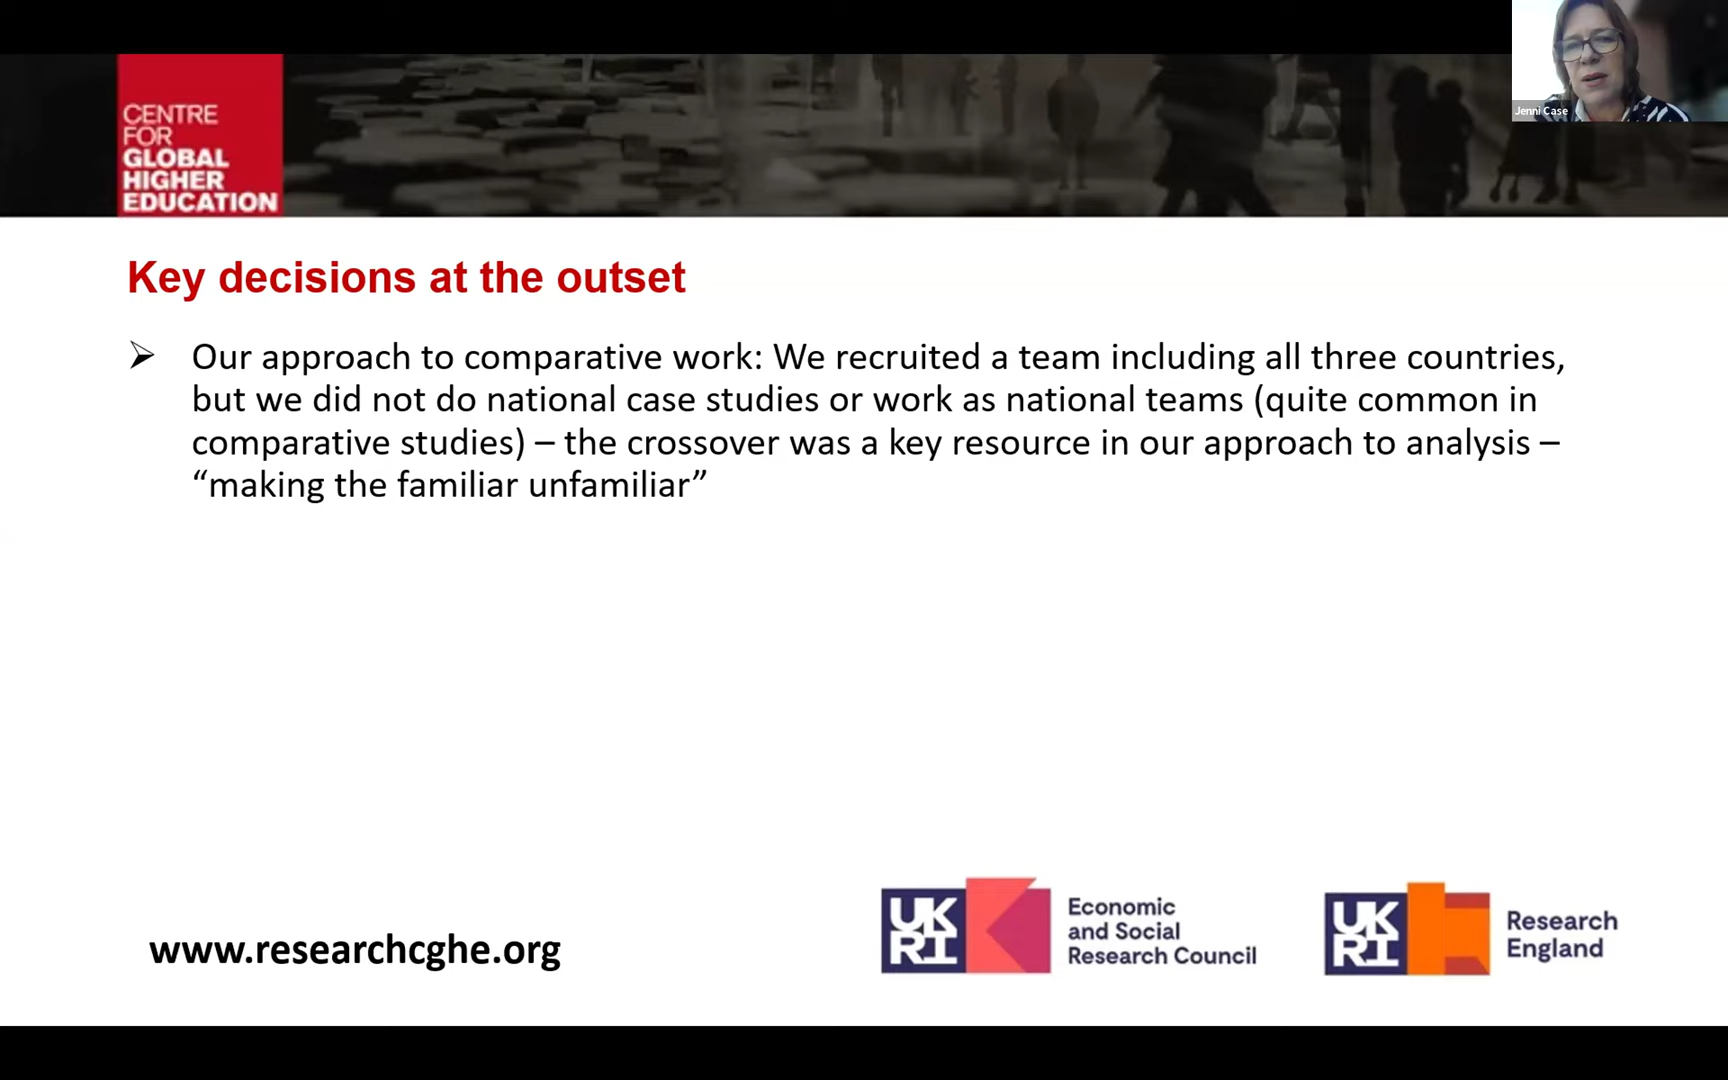 Jenni Case
CENTRE
FOR
GLOBAL
HIGHER
EDUCATION
Key decisions at the outset
➢ Our approach to comparative work: We recruited a team including all three countries,
but we did not do national case studies or work as national teams (quite common in
comparative studies) – the crossover was a key resource in our approach to analysis –
“making the familiar unfamiliar”
www.researchcghe.org
UK
RI
Economic
and Social
Research Council
UK
RI
Research
England